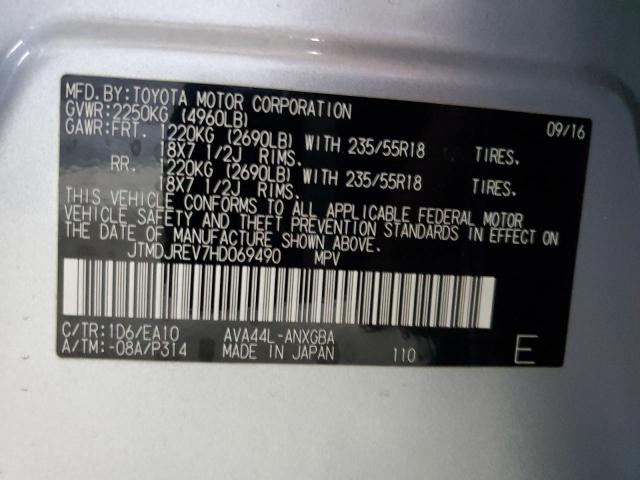 MFD. BY: TOYOTA MOTOR CORPORATION 09/16
GVWR: 2250KG (4960LB)
GAWR: FRT. 1220KG (2690LB) WITH 235/55R18 TIRES.
18X7 1/2J RIMS.
RR. 1220KG (2690LB) WITH 235/55R18 TIRES.
18X7 1/2J RIMS.
THIS VEHICLE CONFORMS TO ALL APPLICABLE FEDERAL MOTOR
VEHICLE SAFETY AND THEFT PREVENTION STANDARDS IN EFFECT ON
THE DATE OF MANUFACTURE SHOWN ABOVE.
JTMDJREV7HD069490 MPV
C/TR: 1D6/EA10 AVA44L-ANXGBA
A/TM: -08A/P314 MADE IN JAPAN 110 E